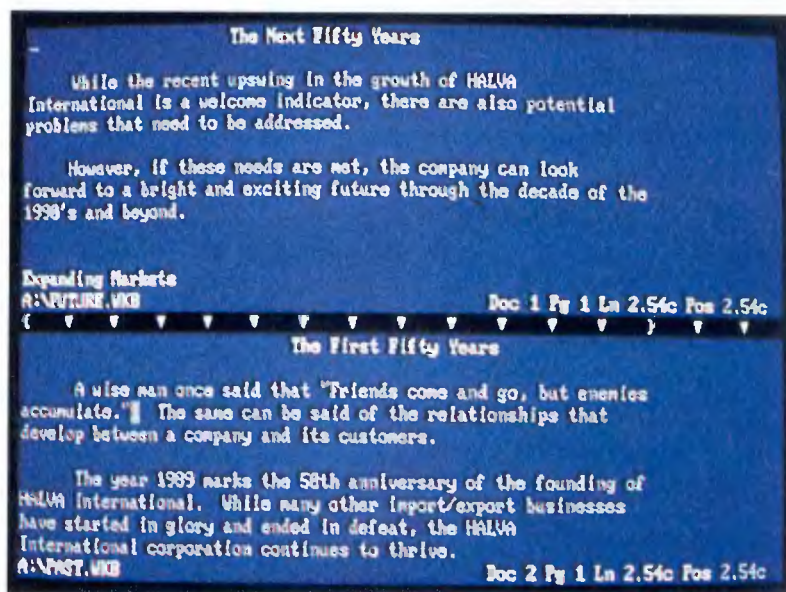 The Next Fifty Years
While the recent upswing in the growth of HALVA
International is a welcome indicator, there are also potential
problems that need to be addressed.
However, if these needs are met, the company can look
forward to a bright and exciting future through the decade of the
1990's and beyond.
Expanding Markets
A:\FUTURE.WKB Doc 1 Pg 1 Ln 2.54c Pos 2.54c
The First Fifty Years
A wise man once said that "Friends come and go, but enemies
accumulate." The same can be said of the relationships that
develop between a company and its customers.
The year 1989 marks the 50th anniversary of the founding of
HALVA International. While many other import/export businesses
have started in glory and ended in defeat, the HALVA
International corporation continues to thrive.
A:\PAST.WKB Doc 2 Pg 1 Ln 2.54c Pos 2.54c